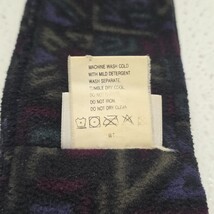 MACHINE WASH COLD
WITH MILD DETERGENT
WASH SEPARATE
TUMBLE DRY COOL
DO NOT IRON
DO NOT DRY CLEAN